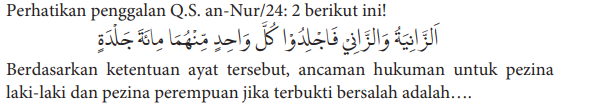 Perhatikan penggalan Q.S. an-Nur/24: 2 berikut ini!
اَلزَّانِيَةُ وَالزَّانِيْ فَاجْلِدُوْا كُلَّ وَاحِدٍ مِّنْهُمَا مِائَةَ جَلْدَةٍ
Berdasarkan ketentuan ayat tersebut, ancaman hukuman untuk pezina
laki-laki dan pezina perempuan jika terbukti bersalah adalah….